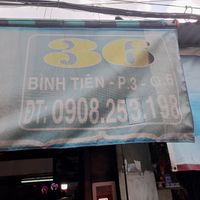 36
BÌNH TIÊN - P.3 - Q.6
ĐT: 0908.253.198